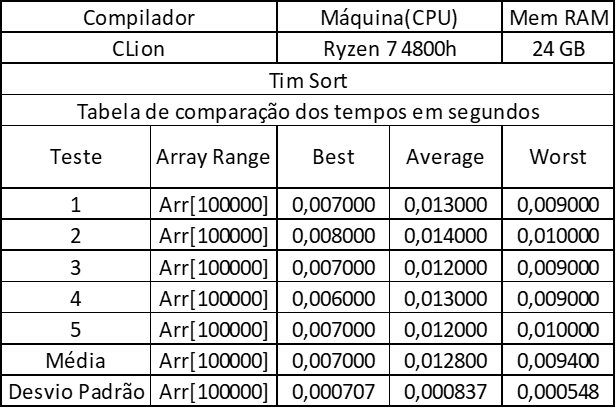 Compilador Máquina(CPU) Mem RAM
CLion Ryzen 7 4800h 24 GB
Tim Sort
Tabela de comparação dos tempos em segundos
Teste Array Range Best Average Worst
1 Arr[100000] 0,007000 0,013000 0,009000
2 Arr[100000] 0,008000 0,014000 0,010000
3 Arr[100000] 0,007000 0,012000 0,009000
4 Arr[100000] 0,006000 0,013000 0,009000
5 Arr[100000] 0,007000 0,012000 0,010000
Média Arr[100000] 0,007000 0,012800 0,009400
Desvio Padrão Arr[100000] 0,000707 0,000837 0,000548